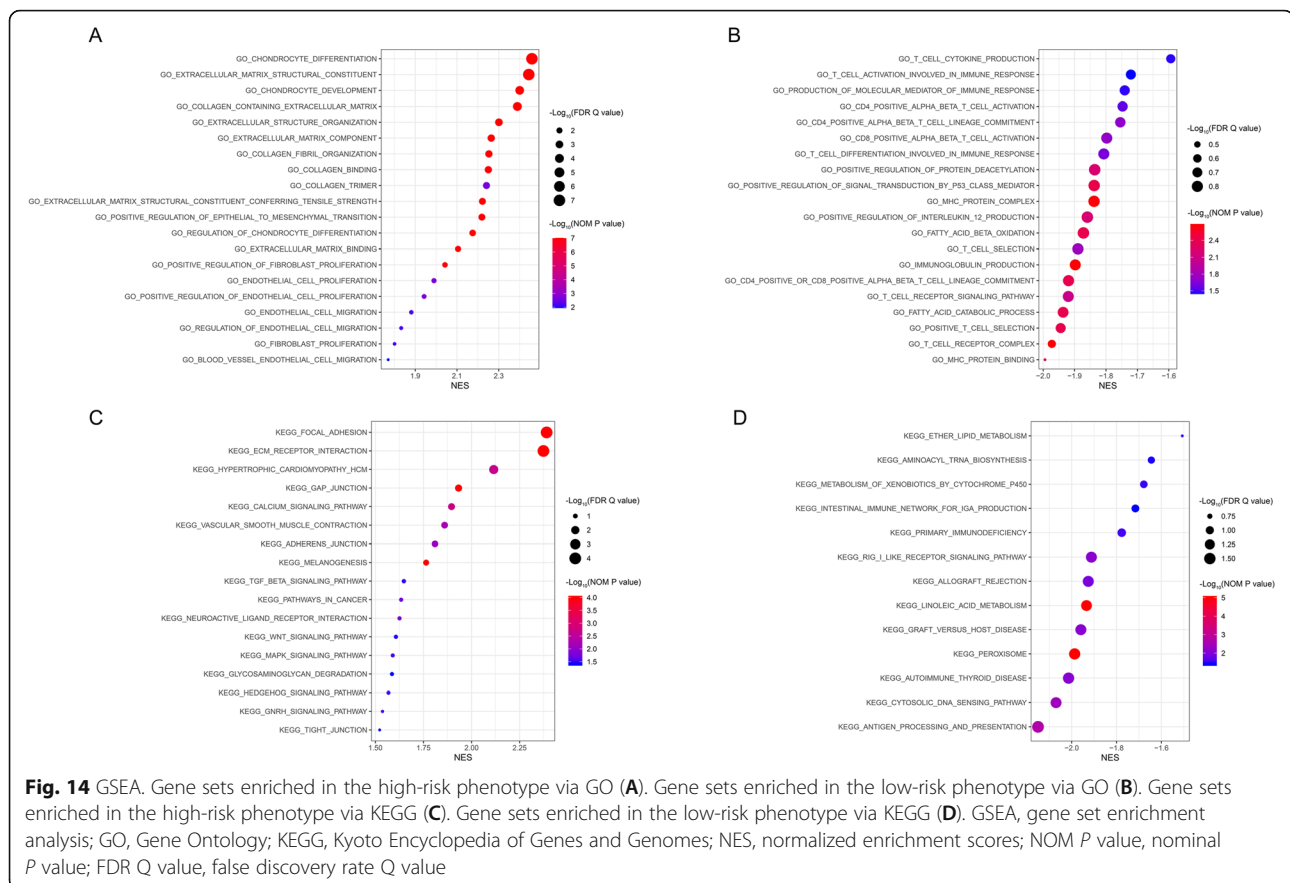 A
GO_CHONDROCYTE_DIFFERENTIATION
GO_EXTRACELLULAR_MATRIX_STRUCTURAL_CONSTITUENT
GO_CHONDROCYTE_DEVELOPMENT
GO_COLLAGEN_CONTAINING_EXTRACELLULAR_MATRIX
GO_EXTRACELLULAR_STRUCTURE_ORGANIZATION
GO_EXTRACELLULAR_MATRIX_COMPONENT
GO_COLLAGEN_FIBRIL_ORGANIZATION
GO_COLLAGEN_BINDING
GO_COLLAGEN_TRIMER
GO_EXTRACELLULAR_MATRIX_STRUCTURAL_CONSTITUENT_CONFERRING_TENSILE_STRENGTH
GO_POSITIVE_REGULATION_OF_EPITHELIAL_TO_MESENCHYMAL_TRANSITION
GO_REGULATION_OF_CHONDROCYTE_DIFFERENTIATION
GO_EXTRACELLULAR_MATRIX_BINDING
GO_POSITIVE_REGULATION_OF_FIBROBLAST_PROLIFERATION
GO_ENDOTHELIAL_CELL_PROLIFERATION
GO_POSITIVE_REGULATION_OF_ENDOTHELIAL_CELL_PROLIFERATION
GO_ENDOTHELIAL_CELL_MIGRATION
GO_REGULATION_OF_ENDOTHELIAL_CELL_MIGRATION
GO_FIBROBLAST_PROLIFERATION
GO_BLOOD_VESSEL_ENDOTHELIAL_CELL_MIGRATION
1.9 2.1 2.3
NES
-Log10(FDR Q value)
2
3
4
5
6
7
-Log10(NOM P value)
7
6
5
4
3
2
B
GO_T_CELL_CYTOKINE_PRODUCTION
GO_T_CELL_ACTIVATION_INVOLVED_IN_IMMUNE_RESPONSE
GO_PRODUCTION_OF_MOLECULAR_MEDIATOR_OF_IMMUNE_RESPONSE
GO_CD4_POSITIVE_ALPHA_BETA_T_CELL_ACTIVATION
GO_CD4_POSITIVE_ALPHA_BETA_T_CELL_LINEAGE_COMMITMENT
GO_CD8_POSITIVE_ALPHA_BETA_T_CELL_ACTIVATION
GO_T_CELL_DIFFERENTIATION_INVOLVED_IN_IMMUNE_RESPONSE
GO_POSITIVE_REGULATION_OF_PROTEIN_DEACETYLATION
GO_POSITIVE_REGULATION_OF_SIGNAL_TRANSDUCTION_BY_P53_CLASS_MEDIATOR
GO_MHC_PROTEIN_COMPLEX
GO_POSITIVE_REGULATION_OF_INTERLEUKIN_12_PRODUCTION
GO_FATTY_ACID_BETA_OXIDATION
GO_T_CELL_SELECTION
GO_IMMUNOGLOBULIN_PRODUCTION
GO_CD4_POSITIVE_OR_CD8_POSITIVE_ALPHA_BETA_T_CELL_LINEAGE_COMMITMENT
GO_T_CELL_RECEPTOR_SIGNALING_PATHWAY
GO_FATTY_ACID_CATABOLIC_PROCESS
GO_POSITIVE_T_CELL_SELECTION
GO_T_CELL_RECEPTOR_COMPLEX
GO_MHC_PROTEIN_BINDING
−2.0 −1.9 −1.8 −1.7 −1.6
NES
-Log10(FDR Q value)
0.5
0.6
0.7
0.8
-Log10(NOM P value)
2.4
2.1
1.8
1.5
C
KEGG_FOCAL_ADHESION
KEGG_ECM_RECEPTOR_INTERACTION
KEGG_HYPERTROPHIC_CARDIOMYOPATHY_HCM
KEGG_GAP_JUNCTION
KEGG_CALCIUM_SIGNALING_PATHWAY
KEGG_VASCULAR_SMOOTH_MUSCLE_CONTRACTION
KEGG_ADHERENS_JUNCTION
KEGG_MELANOGENESIS
KEGG_TGF_BETA_SIGNALING_PATHWAY
KEGG_PATHWAYS_IN_CANCER
KEGG_NEUROACTIVE_LIGAND_RECEPTOR_INTERACTION
KEGG_WNT_SIGNALING_PATHWAY
KEGG_MAPK_SIGNALING_PATHWAY
KEGG_GLYCOSAMINOGLYCAN_DEGRADATION
KEGG_HEDGEHOG_SIGNALING_PATHWAY
KEGG_GNRH_SIGNALING_PATHWAY
KEGG_TIGHT_JUNCTION
1.50 1.75 2.00 2.25
NES
-Log10(FDR Q value)
1
2
3
4
-Log10(NOM P value)
4.0
3.5
3.0
2.5
2.0
1.5
D
KEGG_ETHER_LIPID_METABOLISM
KEGG_AMINOACYL_TRNA_BIOSYNTHESIS
KEGG_METABOLISM_OF_XENOBIOTICS_BY_CYTOCHROME_P450
KEGG_INTESTINAL_IMMUNE_NETWORK_FOR_IGA_PRODUCTION
KEGG_PRIMARY_IMMUNODEFICIENCY
KEGG_RIG_I_LIKE_RECEPTOR_SIGNALING_PATHWAY
KEGG_ALLOGRAFT_REJECTION
KEGG_LINOLEIC_ACID_METABOLISM
KEGG_GRAFT_VERSUS_HOST_DISEASE
KEGG_PEROXISOME
KEGG_AUTOIMMUNE_THYROID_DISEASE
KEGG_CYTOSOLIC_DNA_SENSING_PATHWAY
KEGG_ANTIGEN_PROCESSING_AND_PRESENTATION
−2.0 −1.8 −1.6
NES
-Log10(FDR Q value)
0.75
1.00
1.25
1.50
-Log10(NOM P value)
5
4
3
2
Fig. 14 GSEA. Gene sets enriched in the high-risk phenotype via GO (A). Gene sets enriched in the low-risk phenotype via GO (B). Gene sets
enriched in the high-risk phenotype via KEGG (C). Gene sets enriched in the low-risk phenotype via KEGG (D). GSEA, gene set enrichment
analysis; GO, Gene Ontology; KEGG, Kyoto Encyclopedia of Genes and Genomes; NES, normalized enrichment scores; NOM P value, nominal
P value; FDR Q value, false discovery rate Q value